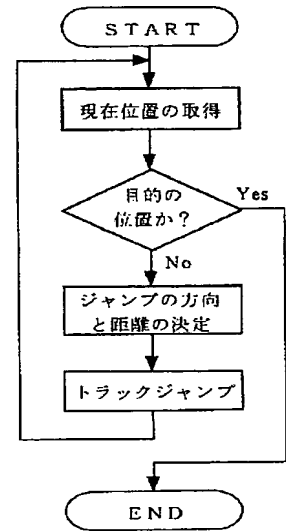 START
現在位置の取得
目的の
位置か?
Yes
No
ジャンプの方向
と距離の決定
トラックジャンプ
END